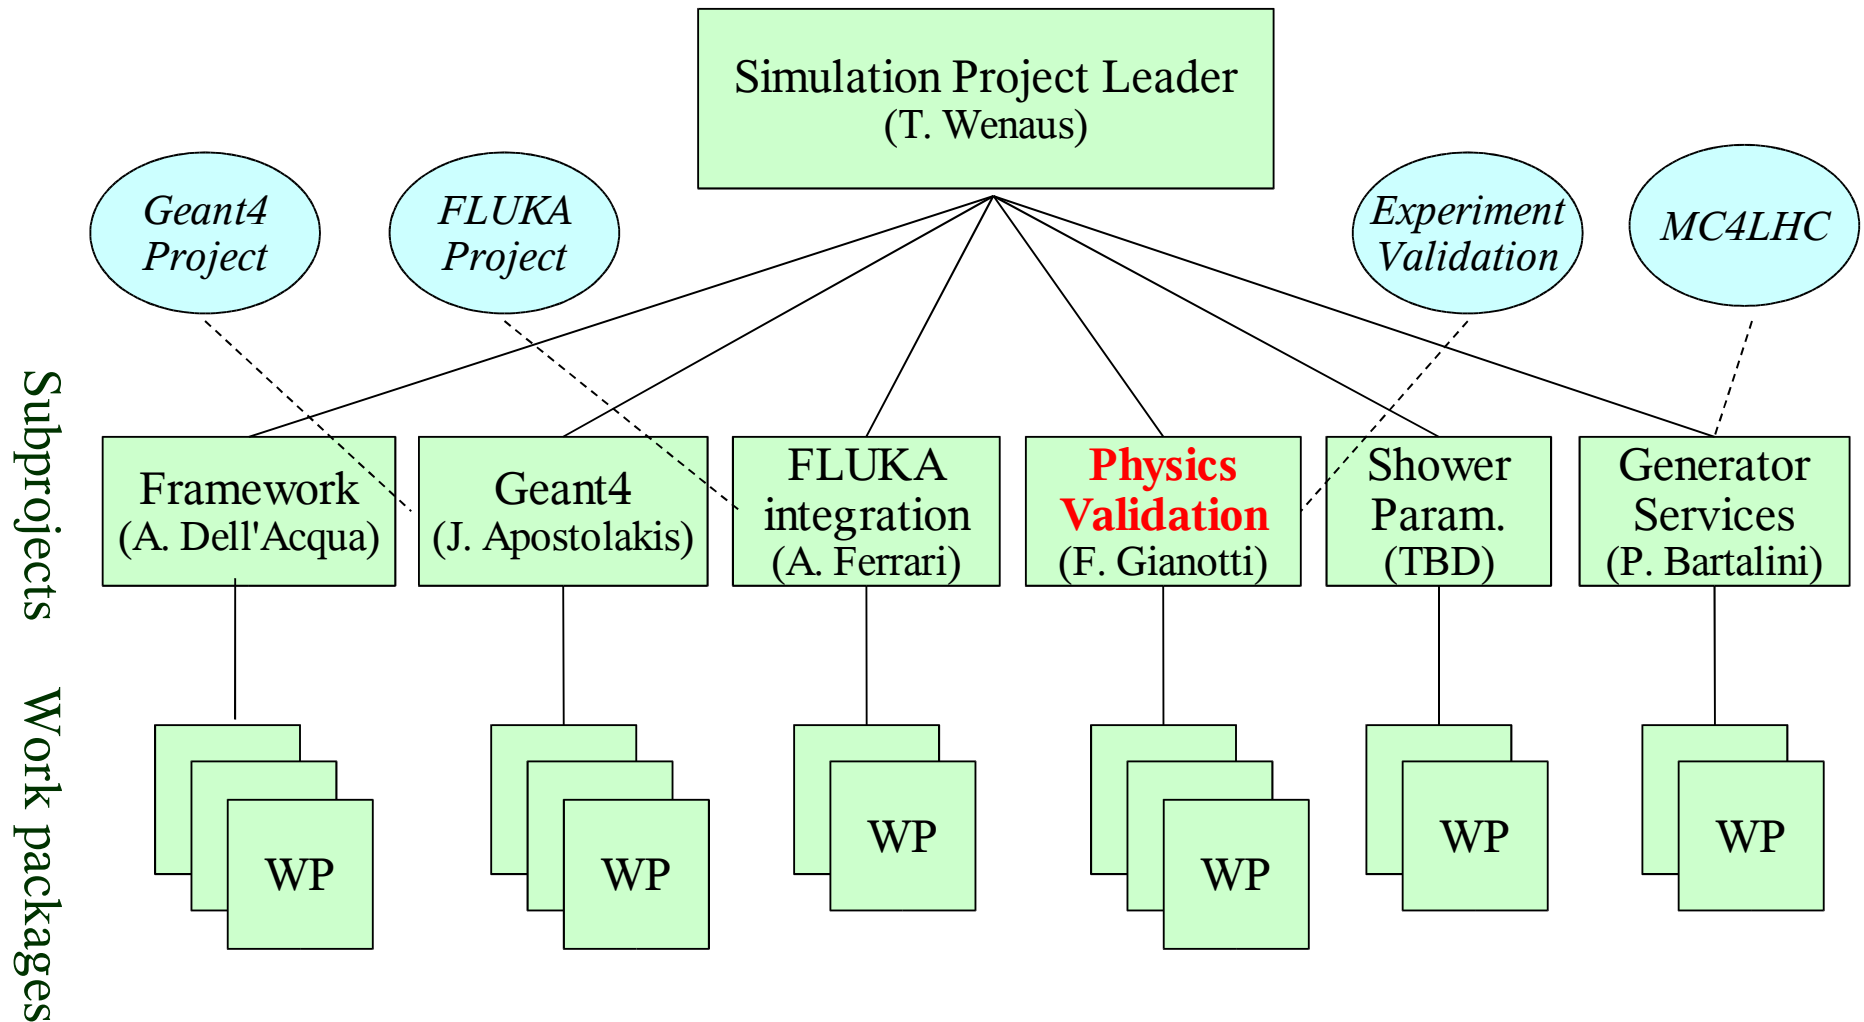 Simulation Project Leader
(T. Wenaus)
Geant4
Project
FLUKA
Project
Experiment
Validation
MC4LHC
Subprojects
Framework
(A. Dell'Acqua)
Geant4
(J. Apostolakis)
FLUKA
integration
(A. Ferrari)
Physics
Validation
(F. Gianotti)
Shower
Param.
(TBD)
Generator
Services
(P. Bartalini)
Work packages
WP
WP
WP
WP
WP
WP